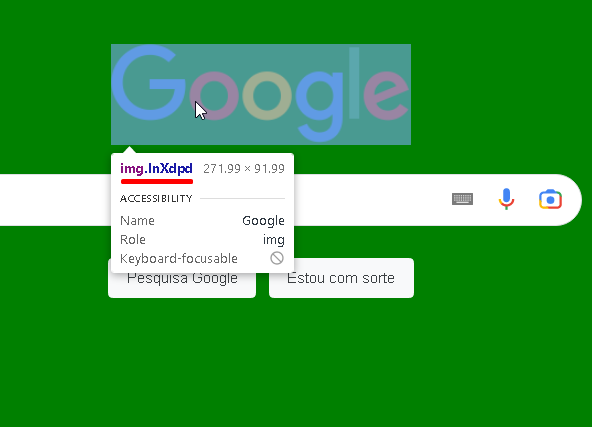 Google
img.lnXdpd 271.99 × 91.99
ACCESSIBILITY
Name Google
Role img
Keyboard-focusable
Pesquisa Google
Estou com sorte